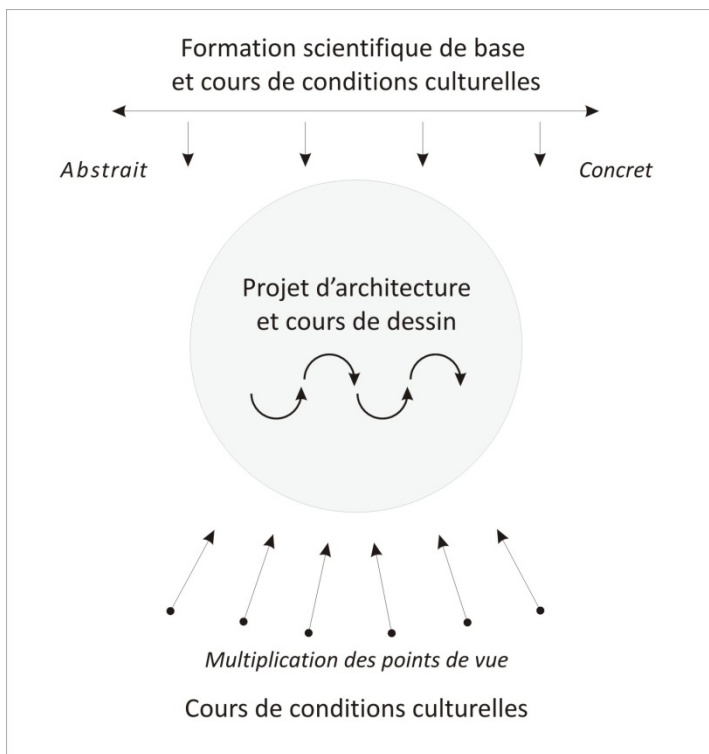 Formation scientifique de base
et cours de conditions culturelles
Abstrait
Concret
Projet d’architecture
et cours de dessin
Multiplication des points de vue
Cours de conditions culturelles